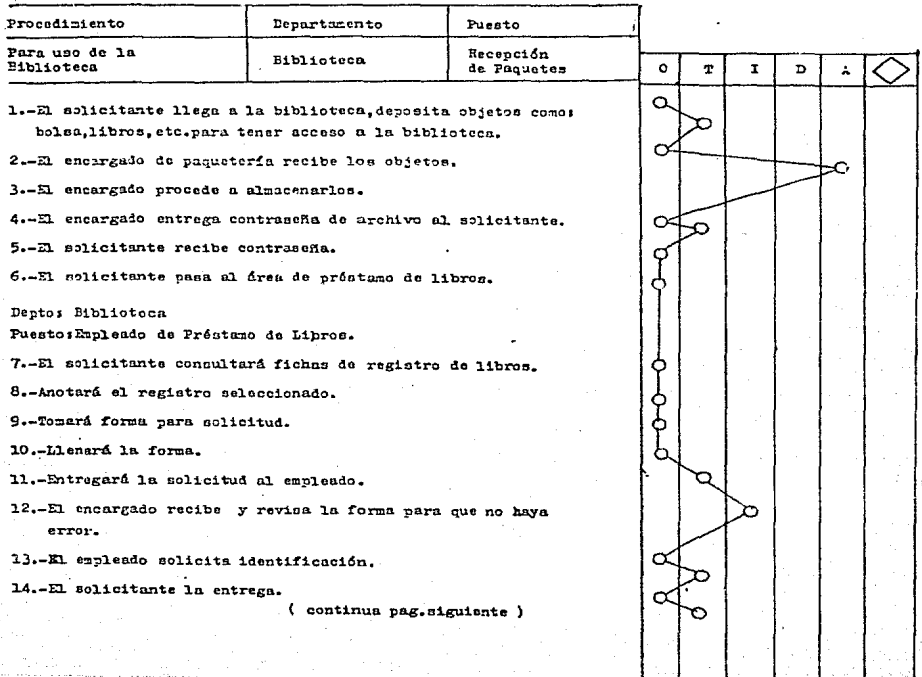 Procedimiento Departamento Puesto
Para uso de la Biblioteca Recepción
Biblioteca de Paquetes
O T I D A
1.-El solicitante llega a la biblioteca,deposita objetos como:
bolsa,libros,etc.para tener acceso a la biblioteca.
2.-El encargado de paquetería recibe los objetos.
3.-El encargado procede a almacenarlos.
4.-El encargado entrega contraseña de archivo al solicitante.
5.-El solicitante recibe contraseña.
6.-El solicitante pasa al área de préstamo de libros.
Depto: Biblioteca
Puesto:Empleado de Préstamo de Libros.
7.-El solicitante consultará fichas de registro de libros.
8.-Anotará el registro seleccionado.
9.-Tomará forma para solicitud.
10.-Llenará la forma.
11.-Entregará la solicitud al empleado.
12.-El encargado recibe y revisa la forma para que no haya
error.
13.-El empleado solicita identificación.
14.-El solicitante la entrega.
( continua pag.siguiente )